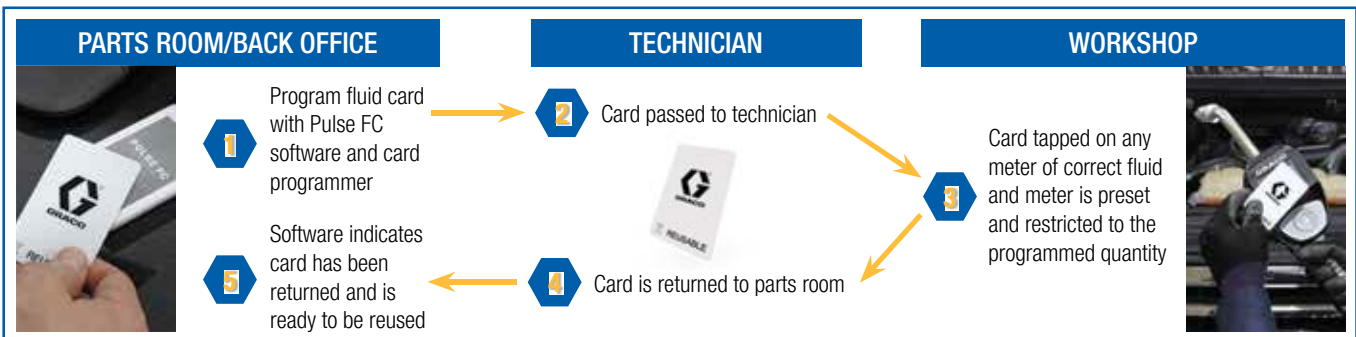 PARTS ROOM/BACK OFFICE
TECHNICIAN
WORKSHOP
1
Program fluid card
with Pulse FC
software and card
programmer
2
Card passed to technician
3
Card tapped on any
meter of correct fluid
and meter is preset
and restricted to the
programmed quantity
4
Card is returned to parts room
5
Software indicates
card has been
returned and is
ready to be reused
PULSE FC
GRACO
GRACO
REUSABLE